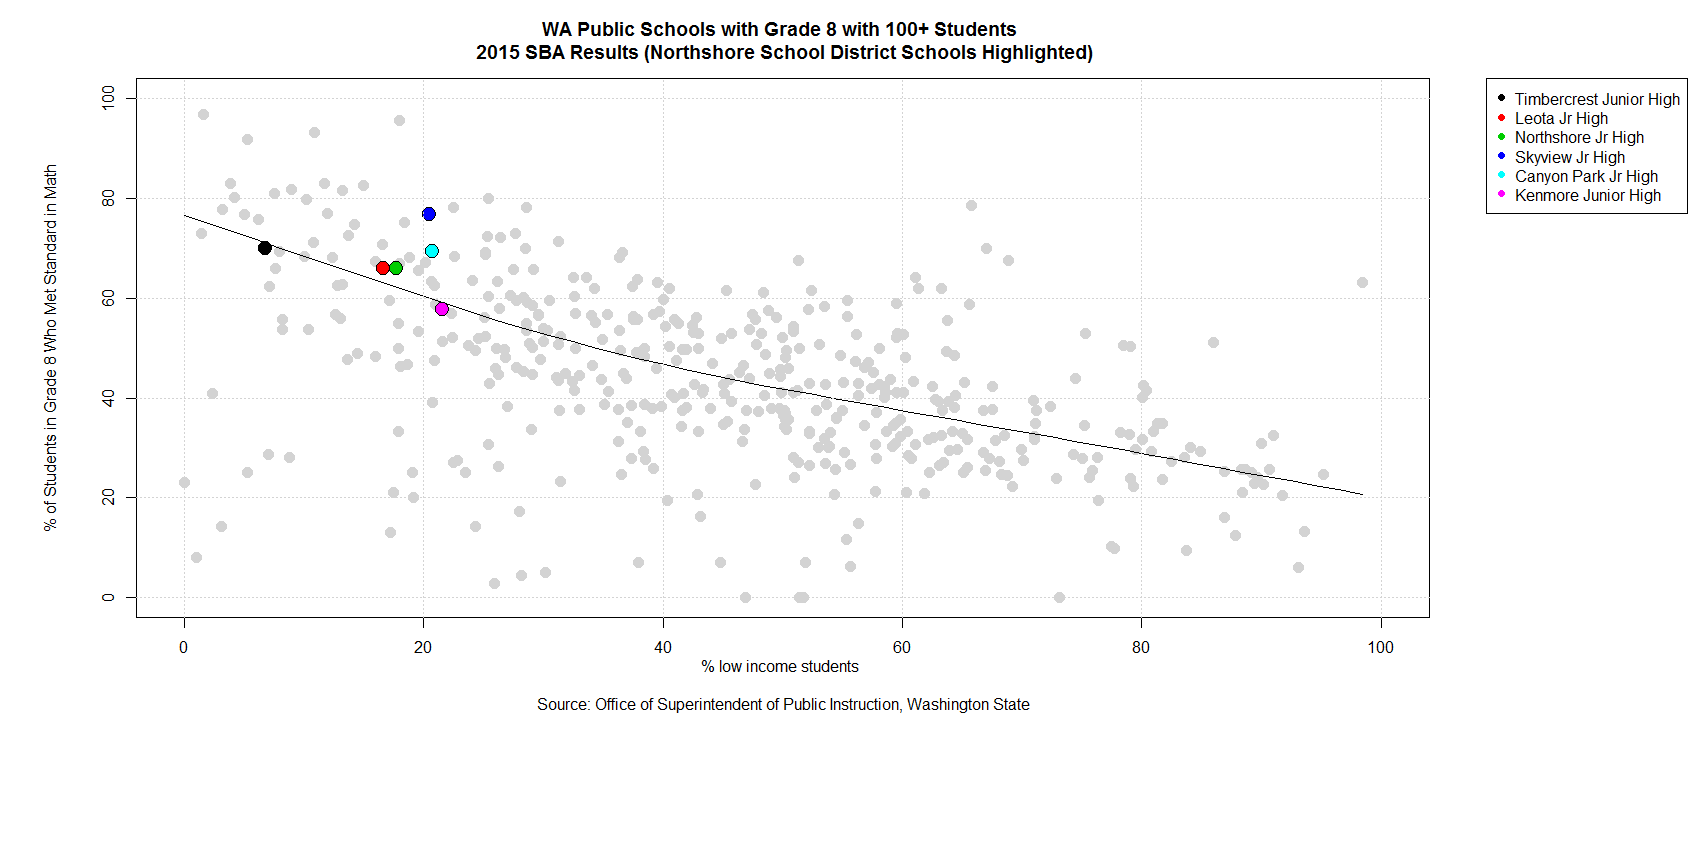 WA Public Schools with Grade 8 with 100+ Students
2015 SBA Results (Northshore School District Schools Highlighted)
% of Students in Grade 8 Who Met Standard in Math
100
80
60
40
20
0
0 20 40 60 80 100
% low income students
Source: Office of Superintendent of Public Instruction, Washington State
Timbercrest Junior High
Leota Jr High
Northshore Jr High
Skyview Jr High
Canyon Park Jr High
Kenmore Junior High